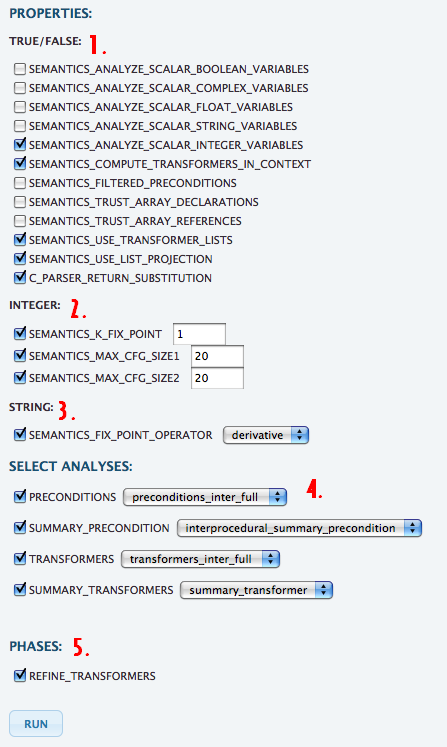 PROPERTIES:
TRUE/FALSE: 1.
SEMANTICS_ANALYZE_SCALAR_BOOLEAN_VARIABLES
SEMANTICS_ANALYZE_SCALAR_COMPLEX_VARIABLES
SEMANTICS_ANALYZE_SCALAR_FLOAT_VARIABLES
SEMANTICS_ANALYZE_SCALAR_STRING_VARIABLES
SEMANTICS_ANALYZE_SCALAR_INTEGER_VARIABLES
SEMANTICS_COMPUTE_TRANSFORMERS_IN_CONTEXT
SEMANTICS_FILTERED_PRECONDITIONS
SEMANTICS_TRUST_ARRAY_DECLARATIONS
SEMANTICS_TRUST_ARRAY_REFERENCES
SEMANTICS_USE_TRANSFORMER_LISTS
SEMANTICS_USE_LIST_PROJECTION
C_PARSER_RETURN_SUBSTITUTION
INTEGER: 2.
SEMANTICS_K_FIX_POINT 1
SEMANTICS_MAX_CFG_SIZE1 20
SEMANTICS_MAX_CFG_SIZE2 20
STRING: 3.
SEMANTICS_FIX_POINT_OPERATOR derivative
SELECT ANALYSES:
PRECONDITIONS preconditions_inter_full 4.
SUMMARY_PRECONDITION interprocedural_summary_precondition
TRANSFORMERS transformers_inter_full
SUMMARY_TRANSFORMERS summary_transformer
PHASES: 5.
REFINE_TRANSFORMERS
RUN